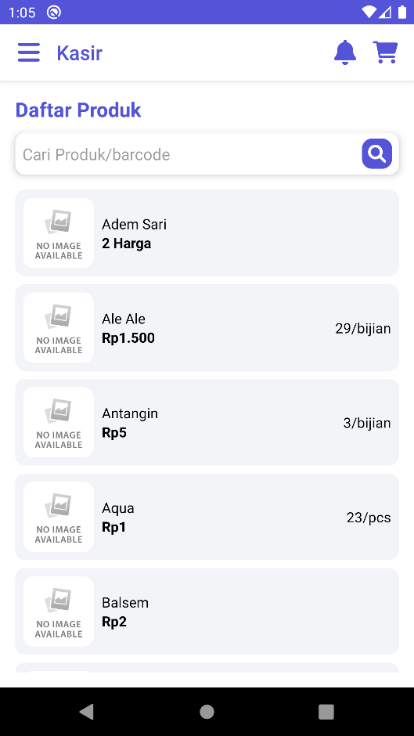 1:05
Kasir
Daftar Produk
Cari Produk/barcode
NO IMAGE
AVAILABLE
Adem Sari
2 Harga
NO IMAGE
AVAILABLE
Ale Ale
Rp1.500
29/bijian
NO IMAGE
AVAILABLE
Antangin
Rp5
3/bijian
NO IMAGE
AVAILABLE
Aqua
Rp1
23/pcs
NO IMAGE
AVAILABLE
Balsem
Rp2